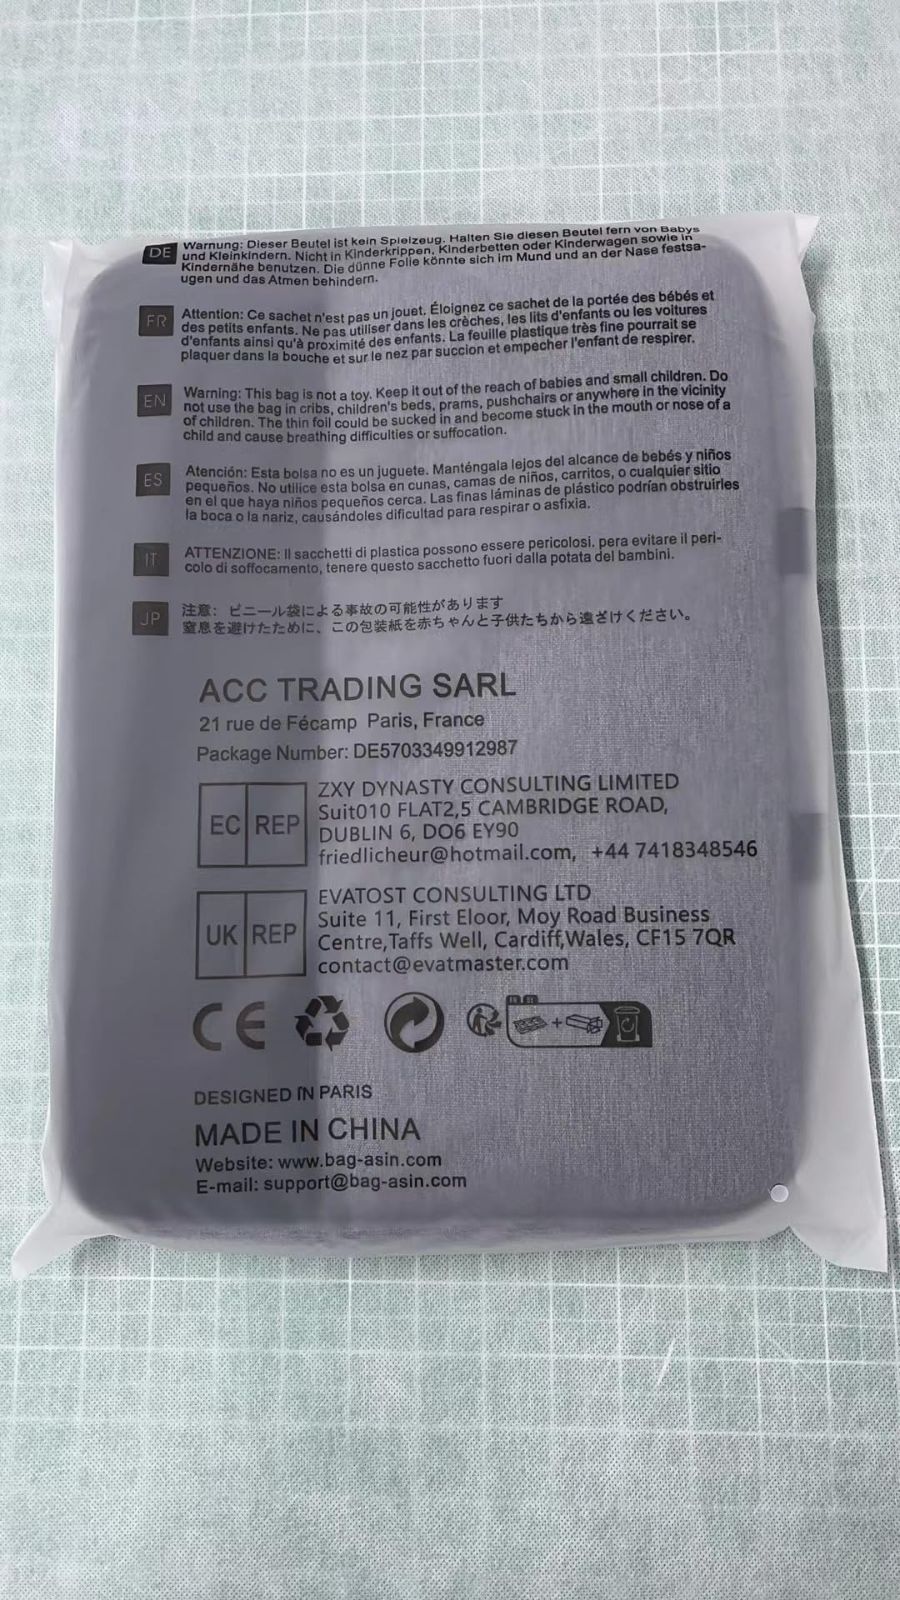 DE
Warnung: Dieser Beutel ist kein Spielzeug. Halten Sie diesen Beutel fern von Babys
und Kleinkindern. Nicht in Kinderkrippen, Kinderbetten oder Kinderwagen sowie in
Kindernähe benutzen. Die dünne Folie könnte sich im Mund und an der Nase festsa-
ugen und das Atmen behindern.
FR
Attention: Ce sachet n'est pas un jouet. Éloignez ce sachet de la portée des bébés et
des petits enfants. Ne pas utiliser dans les crèches, les lits d'enfants ou les voitures
d'enfants ainsi qu'à proximité des enfants. La feuille plastique très fine pourrait se
plaquer dans la bouche et sur le nez par succion et empecher l'enfant de respirer.
EN
Warning: This bag is not a toy. Keep it out of the reach of babies and small children. Do
not use the bag in cribs, children's beds, prams, pushchairs or anywhere in the vicinity
of children. The thin foil could be sucked in and become stuck in the mouth or nose of a
child and cause breathing difficulties or suffocation.
ES
Atención: Esta bolsa no es un juguete. Manténgala lejos del alcance de bebés y niños
pequeños. No utilice esta bolsa en cunas, camas de niños, carritos, o cualquier sitio
en el que haya niños pequeños cerca. Las finas láminas de plástico podrían obstruirles
la boca o la nariz, causándoles dificultad para respirar o asfixia.
IT
ATTENZIONE: Il sacchetti di plastica possono essere pericolosi. pera evitare il peri-
colo di soffocamento, tenere questo sacchetto fuori dalla potata del bambini.
JP
注意: ビニール袋による事故の可能性があります
窒息を避けたために、この包装紙を赤ちゃんと子供たちから遠ざけください。
ACC TRADING SARL
21 rue de Fécamp Paris, France
Package Number: DE5703349912987
EC REP
ZXY DYNASTY CONSULTING LIMITED
Suit010 FLAT2,5 CAMBRIDGE ROAD,
DUBLIN 6, DO6 EY90
friedlicheur@hotmail.com, +44 7418348546
UK REP
EVATOST CONSULTING LTD
Suite 11, First Eloor, Moy Road Business
Centre,Taffs Well, Cardiff,Wales, CF15 7QR
contact@evatmaster.com
CE
DESIGNED IN PARIS
MADE IN CHINA
Website: www.bag-asin.com
E-mail: support@bag-asin.com